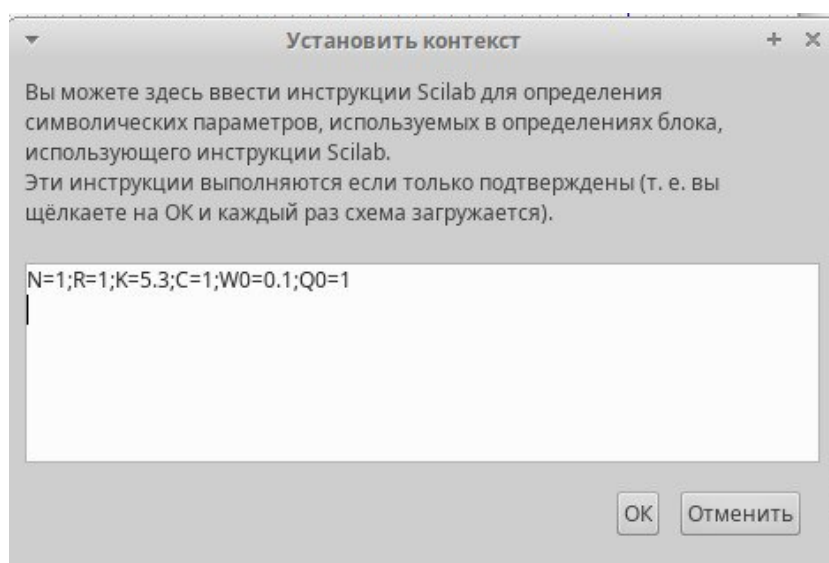 Установить контекст
Вы можете здесь ввести инструкции Scilab для определения
символических параметров, используемых в определениях блока,
использующего инструкции Scilab.
Эти инструкции выполняются если только подтверждены (т. е. вы
щёлкаете на OК и каждый раз схема загружается).
N=1;R=1;K=5.3;C=1;W0=0.1;Q0=1
ОК
Отменить